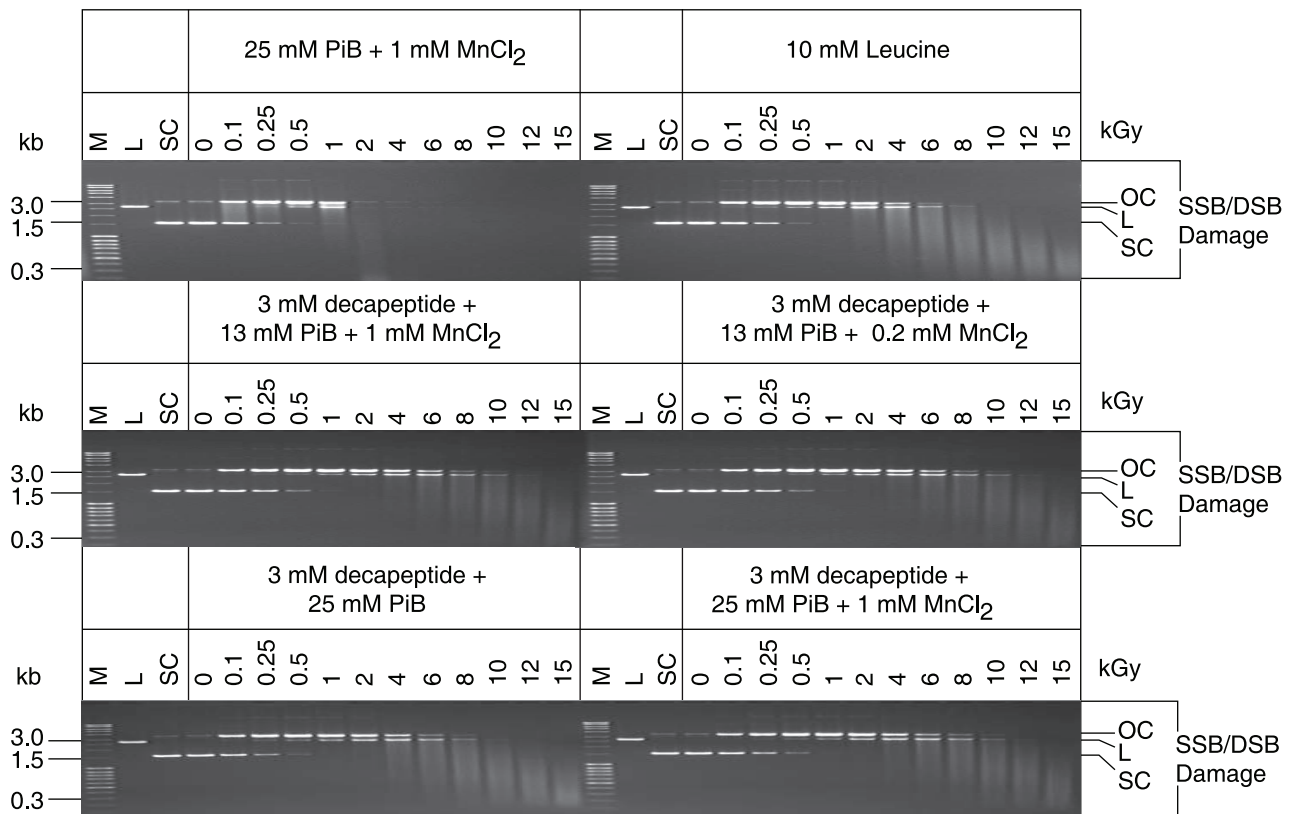 25 mM PiB + 1 mM MnCl2
10 mM Leucine
kb M L SC 0 0.1 0.25 0.5 1 2 4 6 8 10 12 15 M L SC 0 0.1 0.25 0.5 1 2 4 6 8 10 12 15 kGy
3.0
1.5
0.3
OC
L
SC
SSB/DSB
Damage
3 mM decapeptide +
13 mM PiB + 1 mM MnCl2
3 mM decapeptide +
13 mM PiB + 0.2 mM MnCl2
kb M L SC 0 0.1 0.25 0.5 1 2 4 6 8 10 12 15 M L SC 0 0.1 0.25 0.5 1 2 4 6 8 10 12 15 kGy
3.0
1.5
0.3
OC
L
SC
SSB/DSB
Damage
3 mM decapeptide +
25 mM PiB
3 mM decapeptide +
25 mM PiB + 1 mM MnCl2
kb M L SC 0 0.1 0.25 0.5 1 2 4 6 8 10 12 15 M L SC 0 0.1 0.25 0.5 1 2 4 6 8 10 12 15 kGy
3.0
1.5
0.3
OC
L
SC
SSB/DSB
Damage